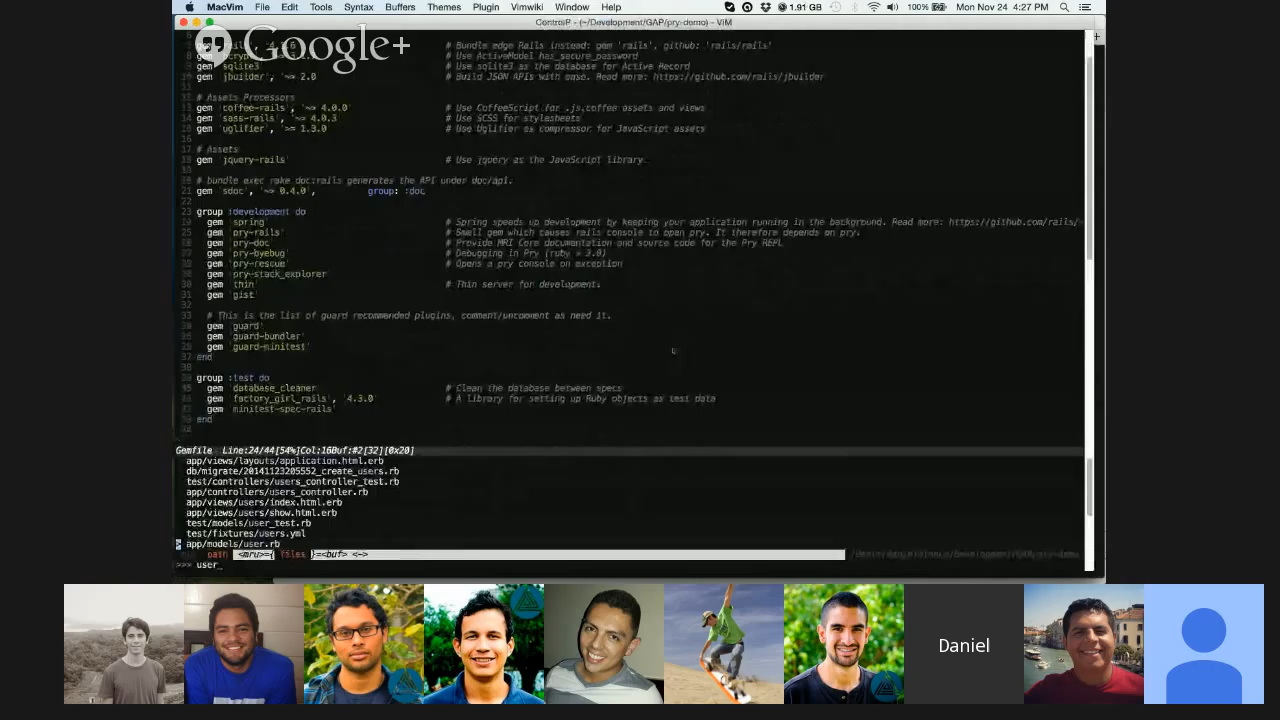 MacVim File Edit Tools Syntax Buffers Themes Plugin Vimwiki Window Help 1.91 GB 100% Mon Nov 24 4:27 PM
ControlP - (~/Development/GAP/pry-demo) - VIM
Google+
# Bundle edge Rails instead: gem 'rails', github: 'rails/rails'
# Use ActiveModel has_secure_password
gem 'sqlite3' # Use sqlite3 as the database for Active Record
gem 'jbuilder', '~> 2.0 # Build JSON APIs with ease. Read more: https://github.com/rails/jbuilder
# Assets Processors
gem 'coffee-rails', '~> 4.0.0' # Use CoffeeScript for .js.coffee assets and views
gem 'sass-rails', '~> 4.0.3 # Use SCSS for stylesheets
gem 'uglifier', '>= 1.3.0 # Use Uglifier as compressor for JavaScript assets
# Assets
gem 'jquery-rails' # Use jquery as the JavaScript library.
# bundle exec rake doc:rails generates the API under doc/api.
gem 'sdoc', '~> 0.4.0', group: :doc
group :development do
gem 'spring' # Spring speeds up development by keeping your application running in the background. Read more: https://github.com/rails/
gem 'pry-rails' # Small gem which causes rails console to open pry. It therefore depends on pry.
gem 'pry-doc' # Provide MRI Core documentation and source code for the Pry REPL
gem 'pry-byebug' # Debugging in Pry (ruby > 2.0)
gem 'pry-rescue' # Opens a pry console on exception
gem 'pry-stack_explorer
gem 'thin' # Thin server for development.
gem 'gist'
# This is the list of guard recommended plugins, comment/uncomment as need it.
gem 'guard'
gem 'guard-bundler'
gem 'guard-minitest'
end
group :test do
gem 'database_cleaner # Clean the database between specs
gem 'factory_girl_rails', '4.3.0' # A library for setting up Ruby objects as test data
gem 'minitest-spec-rails'
end
Gemfile Line:24/44[54%]Col:16Buf:#2[32][0x20]
app/views/layouts/application.html.erb
db/migrate/20141123205552_create_users.rb
test/controllers/users_controller_test.rb
app/controllers/users_controller.rb
app/views/users/index.html.erb
app/views/users/show.html.erb
test/models/user_test.rb
test/fixtures/users.yml
> app/models/user.rb
path <mru>={ files }=<buf> <->
>>> user_
Daniel